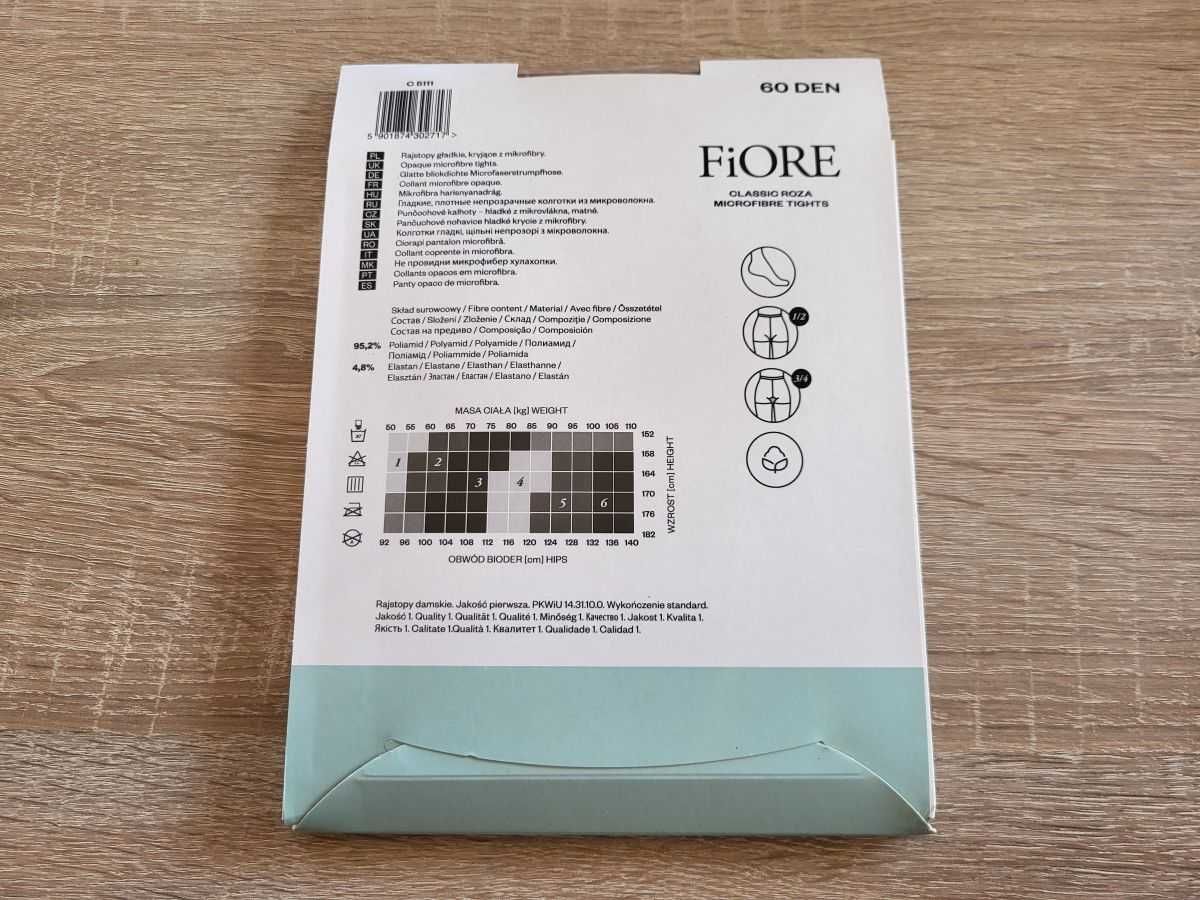 C 5111
5 901874 302717 >
60 DEN
FiORE
CLASSIC ROZA
MICROFIBRE TIGHTS
1/2
3/4
PL Rajstopy gładkie, kryjące z mikrofibry.
UK Opaque microfibre tights.
DE Glatte blickdichte Microfaserstrumpfhose.
FR Collant microfibre opaque.
HU Mikrofibra harisnyanadrág.
RU Гладкие, плотные непрозрачные колготки из микроволокна.
CZ Punčochové kalhoty – hladké z mikrovlákna, matné.
SK Pančuchové nohavice hladké krycie z mikrofibry.
UA Колготки гладкі, щільні непрозорі з мікроволокна.
RO Ciorapi pantalon microfibră.
IT Collant coprente in microfibra.
MK Не провидни микрофибер хулахопки.
PT Collants opacos em microfibra.
ES Panty opaco de microfibra.
Skład surowcowy / Fibre content / Material / Avec fibre / Összetétel
Состав / Složení / Zloženie / Склад / Compoziţie / Composizione
Состав на предиво / Composição / Composición
95,2% Poliamid / Polyamid / Polyamide / Полиамид /
Поліамід / Poliammide / Poliamida
4,8% Elastan / Elastane / Elasthan / Elasthanne /
Elasztán / Эластан / Еластан / Elastano / Elastán
MASA CIAŁA [kg] WEIGHT
50 55 60 65 70 75 80 85 90 95 100 105 110
152
158
164
170
176
182
WZROST [cm] HEIGHT
1 2 3 4 5 6
92 96 100 104 108 112 116 120 124 128 132 136 140
OBWÓD BIODER [cm] HIPS
Rajstopy damskie. Jakość pierwsza. PKWiU 14.31.10.0. Wykończenie standard.
Jakość 1. Quality 1. Qualität 1. Qualité 1. Minőség 1. Качество 1. Jakost 1. Kvalita 1.
Якість 1. Calitate 1.Qualità 1. Квалитет 1. Qualidade 1. Calidad 1.